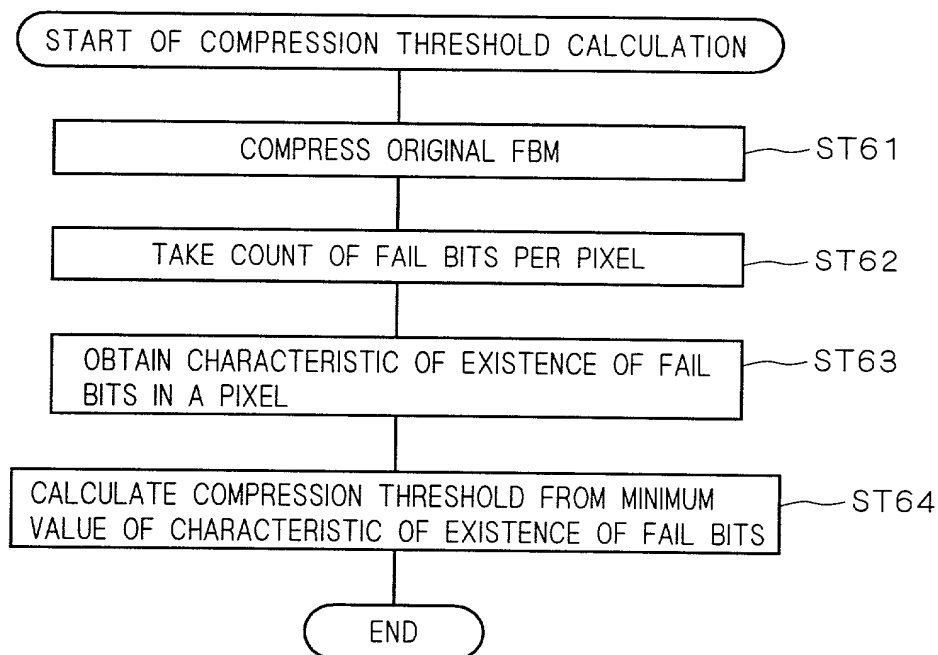 START OF COMPRESSION THRESHOLD CALCULATION
COMPRESS ORIGINAL FBM
ST61
TAKE COUNT OF FAIL BITS PER PIXEL
ST62
OBTAIN CHARACTERISTIC OF EXISTENCE OF FAIL
BITS IN A PIXEL
ST63
CALCULATE COMPRESSION THRESHOLD FROM MINIMUM
VALUE OF CHARACTERISTIC OF EXISTENCE OF FAIL BITS
ST64
END